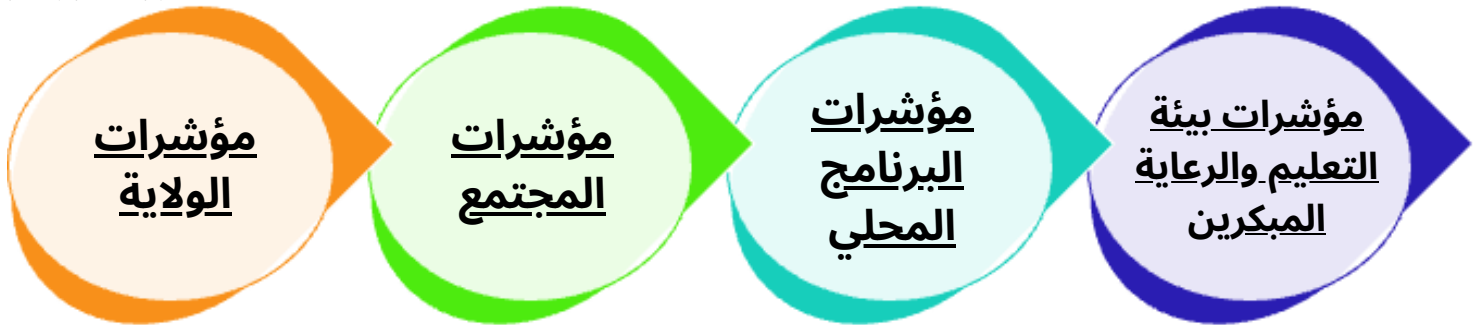 مؤشرات
الولاية
مؤشرات
المجتمع
مؤشرات
البرنامج
المحلي
مؤشرات بيئة
التعليم والرعاية
المبكرين